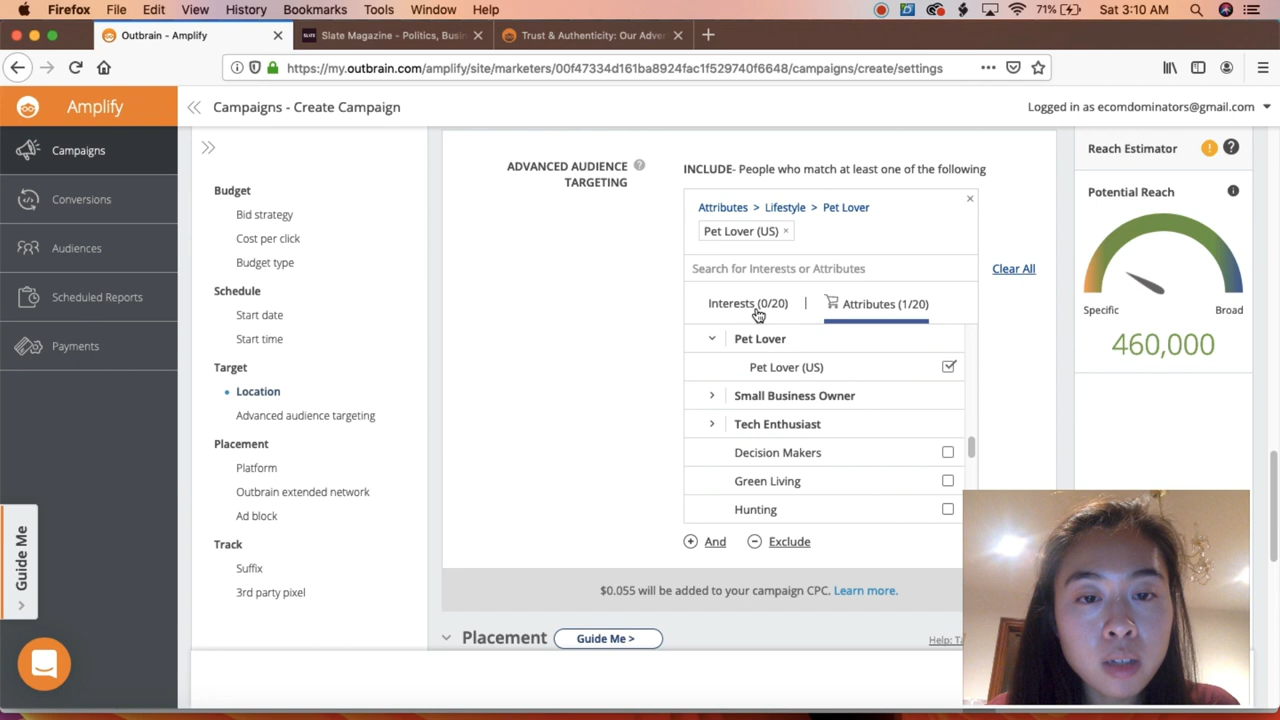 Firefox File Edit View History Bookmarks Tools Window Help 71% Sat 3:10 AM
Outbrain - Amplify
SLATE Slate Magazine - Politics, Busin
Trust & Authenticity: Our Adver
https://my.outbrain.com/amplify/site/marketers/00f47334d161ba8924fac1f529740f6648/campaigns/create/settings
Amplify
Campaigns - Create Campaign
Logged in as ecomdominators@gmail.com
Campaigns
Conversions
Audiences
Scheduled Reports
Payments
Guide Me
Budget
Bid strategy
Cost per click
Budget type
Schedule
Start date
Start time
Target
Location
Advanced audience targeting
Placement
Platform
Outbrain extended network
Ad block
Track
Suffix
3rd party pixel
ADVANCED AUDIENCE
TARGETING
INCLUDE- People who match at least one of the following
Attributes > Lifestyle > Pet Lover
Pet Lover (US) ×
Search for Interests or Attributes
Clear All
Interests (0/20) | Attributes (1/20)
Pet Lover
Pet Lover (US)
Small Business Owner
Tech Enthusiast
Decision Makers
Green Living
Hunting
And Exclude
$0.055 will be added to your campaign CPC. Learn more.
Placement Guide Me >
Help: Ta
Reach Estimator
Potential Reach
Specific Broad
460,000